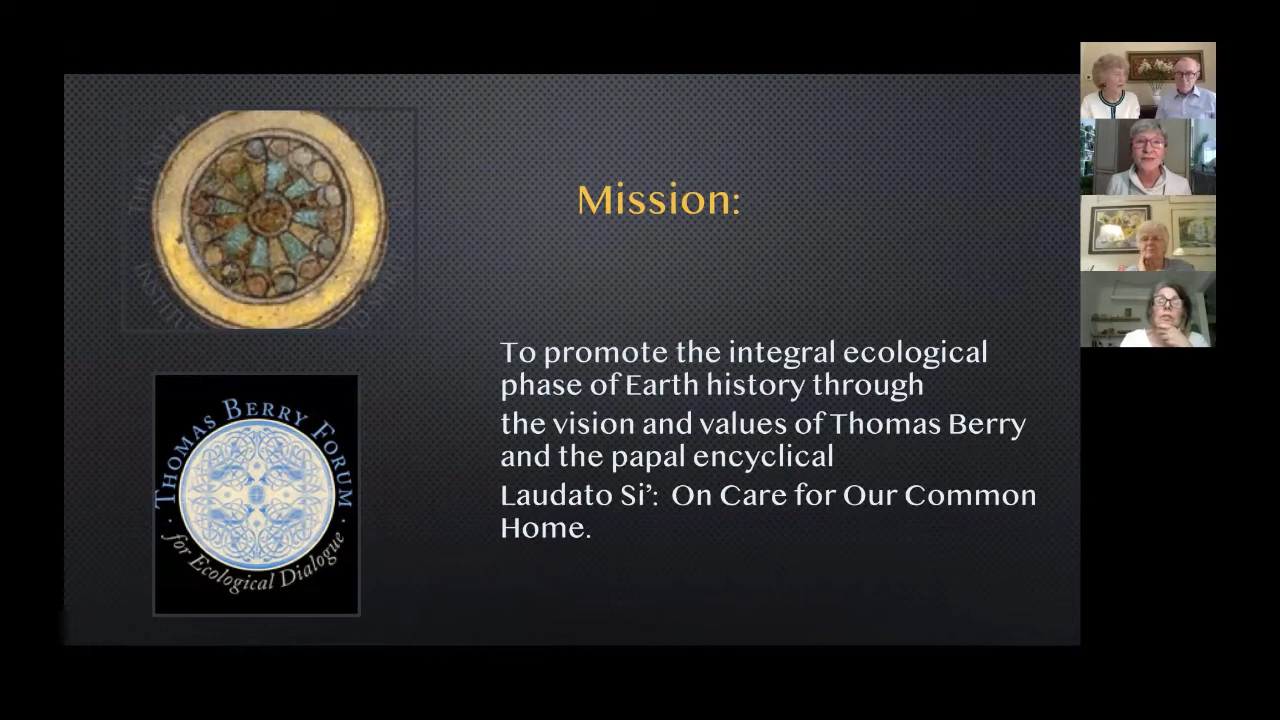 Mission:
To promote the integral ecological
phase of Earth history through
the vision and values of Thomas Berry
and the papal encyclical
Laudato Si’: On Care for Our Common
Home.
THOMAS BERRY FORUM
for Ecological Dialogue